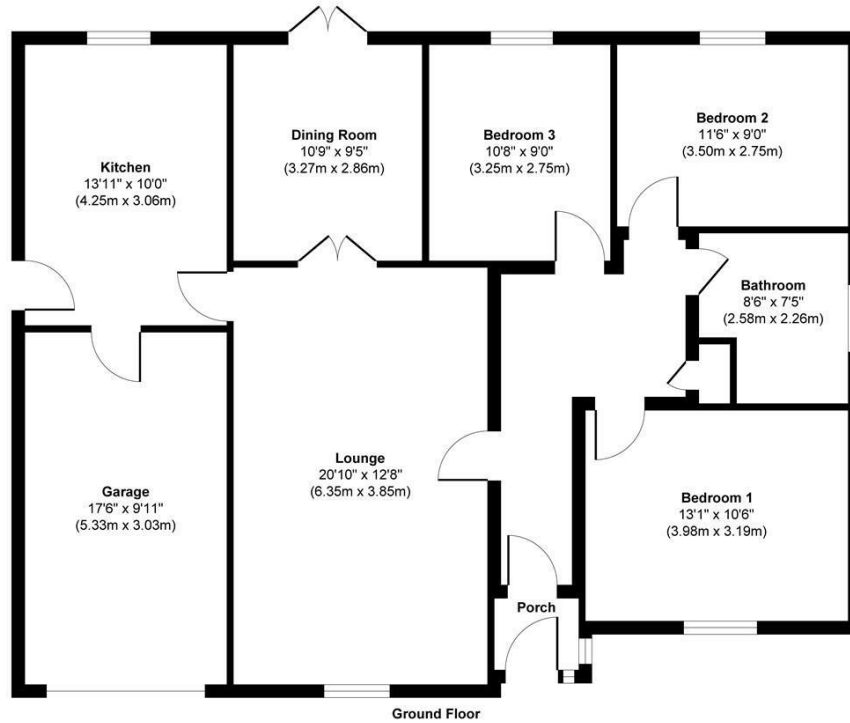 Kitchen
13'11" x 10'0"
(4.25m x 3.06m)
Dining Room
10'9" x 9'5"
(3.27m x 2.86m)
Bedroom 3
10'8" x 9'0"
(3.25m x 2.75m)
Bedroom 2
11'6" x 9'0"
(3.50m x 2.75m)
Bathroom
8'6" x 7'5"
(2.58m x 2.26m)
Garage
17'6" x 9'11"
(5.33m x 3.03m)
Lounge
20'10" x 12'8"
(6.35m x 3.85m)
Bedroom 1
13'1" x 10'6"
(3.98m x 3.19m)
Porch
Ground Floor